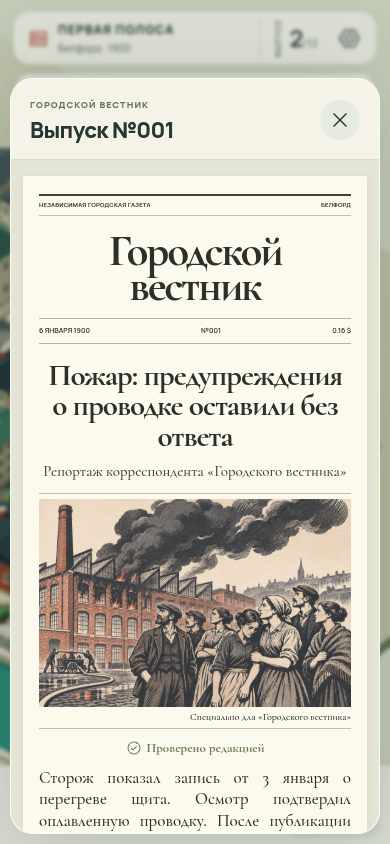 ПЕРВАЯ ПОЛОСА
Белфорд · 1900
ВЫПУСК
2/12
ГОРОДСКОЙ ВЕСТНИК
Выпуск №001
НЕЗАВИСИМАЯ ГОРОДСКАЯ ГАЗЕТА
БЕЛФОРД
Городской
вестник
6 ЯНВАРЯ 1900
№001
0.16 $
Пожар: предупреждения
о проводке оставили без
ответа
Репортаж корреспондента «Городского вестника»
Специально для «Городского вестника»
Проверено редакцией
Сторож показал запись от 3 января о
перегреве щита. Осмотр подтвердил
оплавленную проводку. После публикации